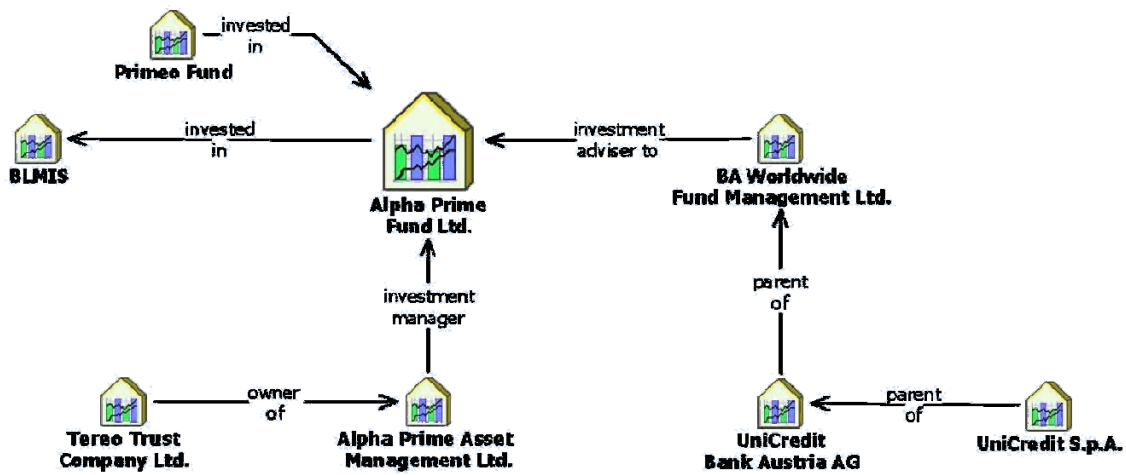 invested
in
Primeo Fund
invested
in
investment
adviser to
BLMIS
Alpha Prime
Fund Ltd.
BA Worldwide
Fund Management Ltd.
investment
manager
parent
of
owner
of
parent
of
Tereo Trust
Company Ltd.
Alpha Prime Asset
Management Ltd.
UniCredit
Bank Austria AG
UniCredit S.p.A.